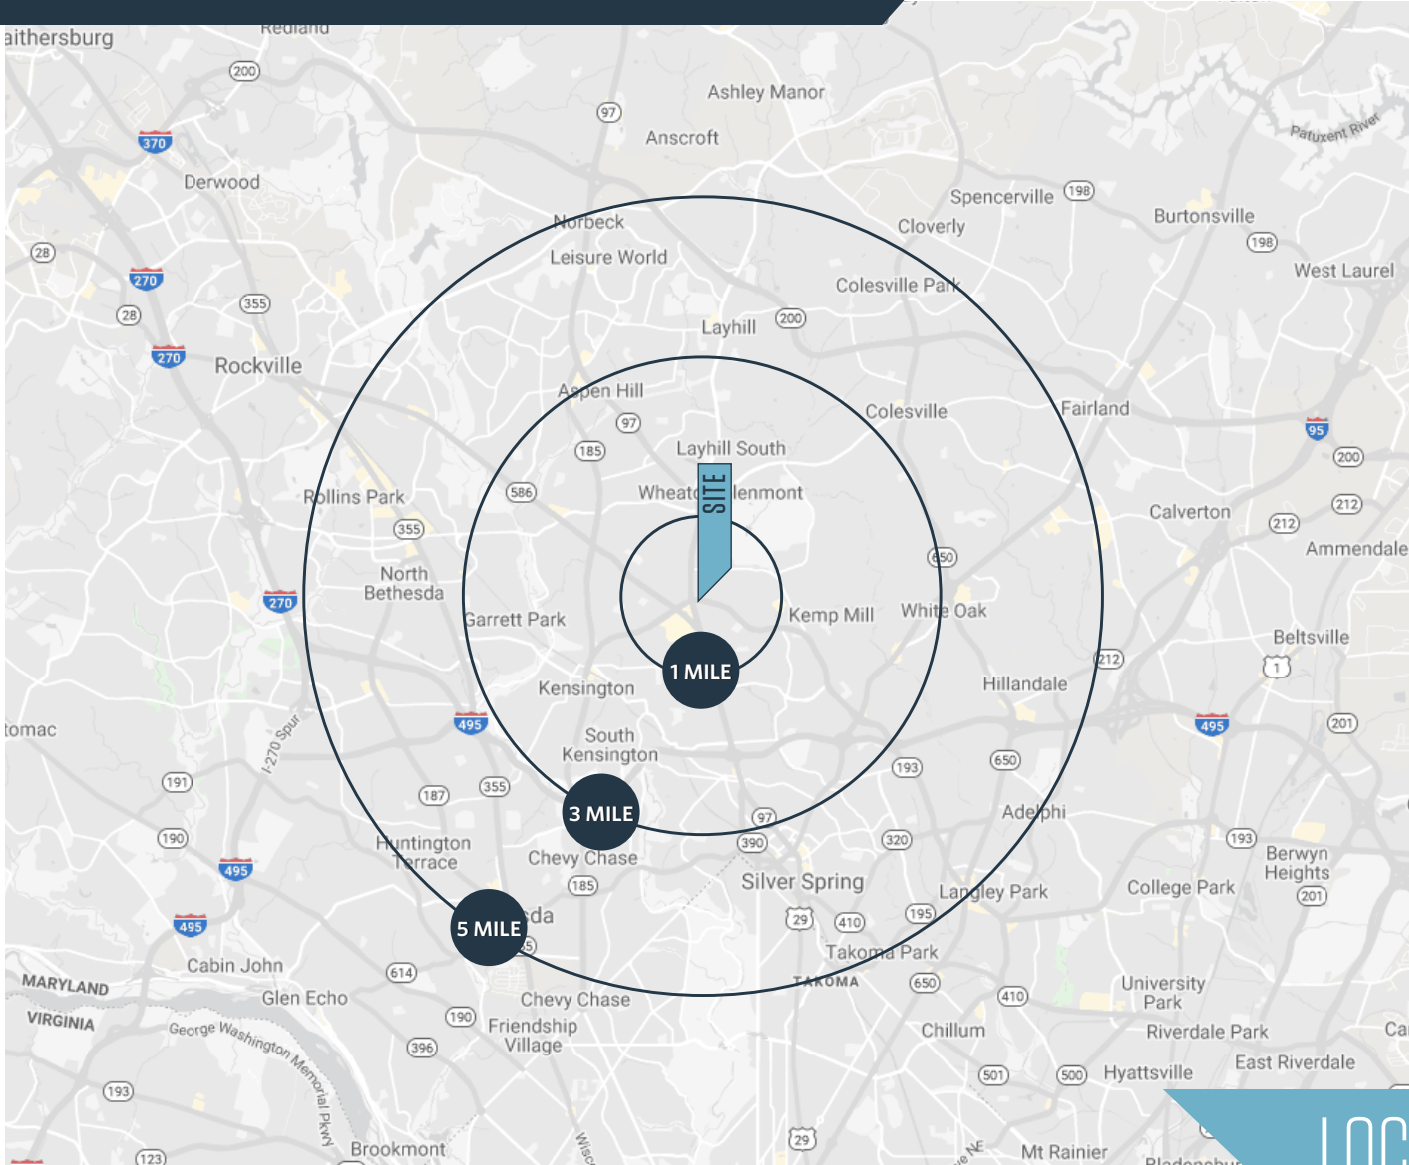 Redland
aithersburg
200
Ashley Manor
97
Anscroft
Patuxent River
370
Derwood
Spencerville
198
Norbeck
Cloverly
Burtonsville
198
28
Leisure World
West Laurel
270
Colesville Park
355
28
200
Layhill
270
Rockville
Aspen Hill
Colesville
Fairland
97
95
185
Layhill South
200
586
Rollins Park
SITE
212
Calverton
212
355
650
Ammendale
North
Bethesda
270
Garrett Park
Kemp Mill
White Oak
Beltsville
212
1
1 MILE
Kensington
Hillandale
495
495
201
tomac
I-270 Spur
South
Kensington
650
193
191
355
187
3 MILE
Adelphi
97
190
Huntington
Terrace
390
320
193
Chevy Chase
Berwyn
Heights
495
185
Silver Spring
Langley Park
College Park
201
5 MILE
sda
29
410
195
495
Takoma Park
Cabin John
614
TAKOMA
650
MARYLAND
Glen Echo
Chevy Chase
410
University
Park
VIRGINIA
George Washington Memorial Pkwy
190
Friendship
Village
Chillum
Riverdale Park
Ca
396
East Riverdale
501
500
Hyattsville
193
LOC
29
Brookmont
Wisc
ve NE
Mt Rainier
123